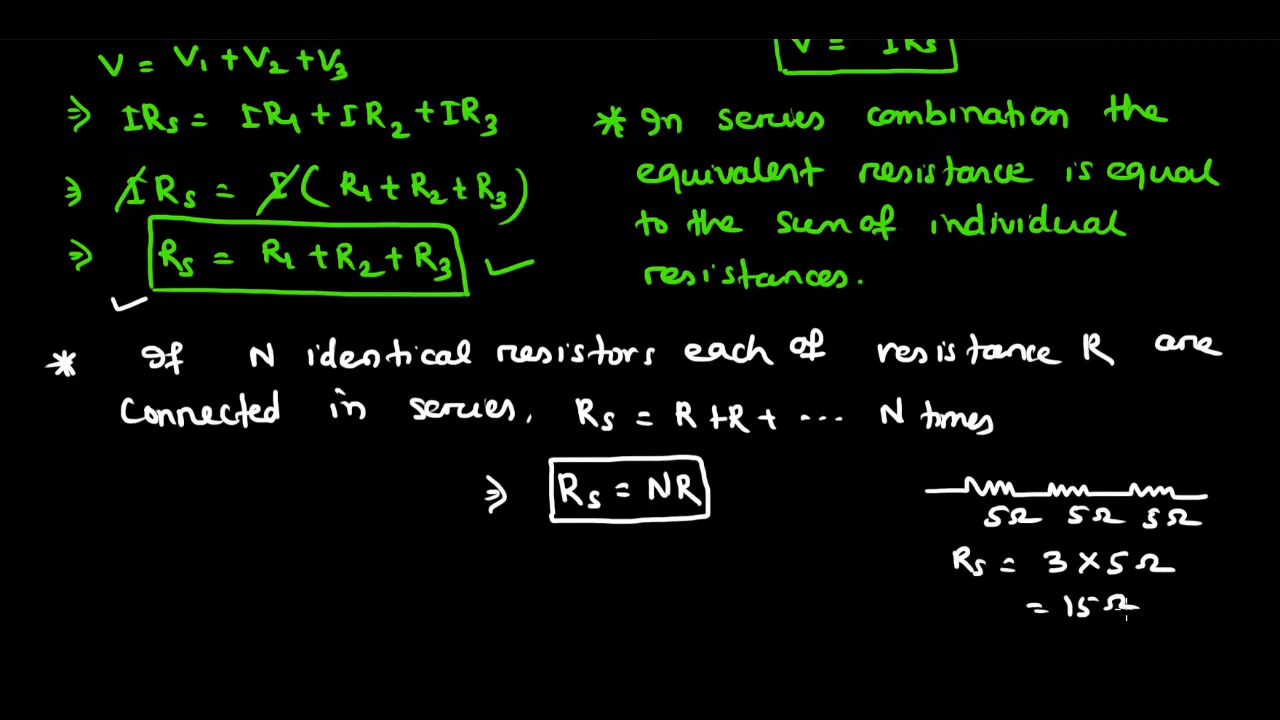 V = V₁ + V₂ + V₃
⇒ IRs = IR₁ + IR₂ + IR₃
⇒ I Rs = I ( R₁ + R₂ + R₃ )
⇒ Rs = R₁ + R₂ + R₃ ✓
V = IRs
* In series combination the
equivalent resistance is equal
to the sum of individual
resistances.
✓
* If N identical resistors each of resistance R are
connected in series. Rs = R + R + ... N times
⇒ Rs = NR
5Ω 5Ω 5Ω
Rs = 3 × 5 Ω
= 15 Ω